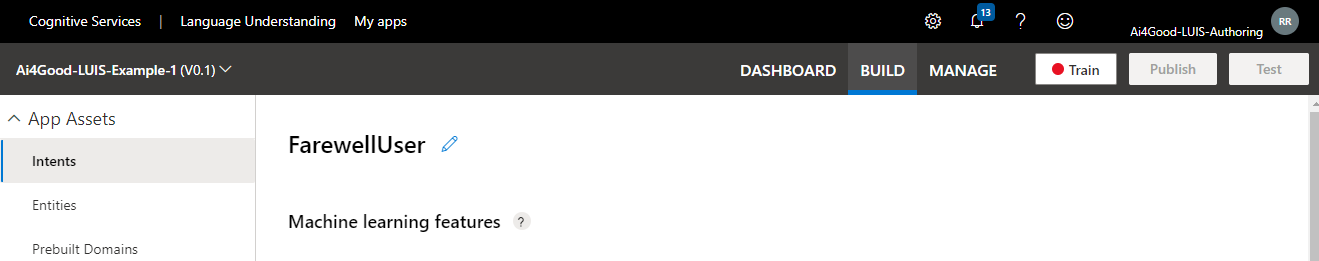 Cognitive Services | Language Understanding My apps 13 Ai4Good-LUIS-Authoring RR
Ai4Good-LUIS-Example-1 (V0.1) DASHBOARD BUILD MANAGE Train Publish Test
App Assets
FarewellUser
Intents
Entities
Machine learning features ?
Prebuilt Domains